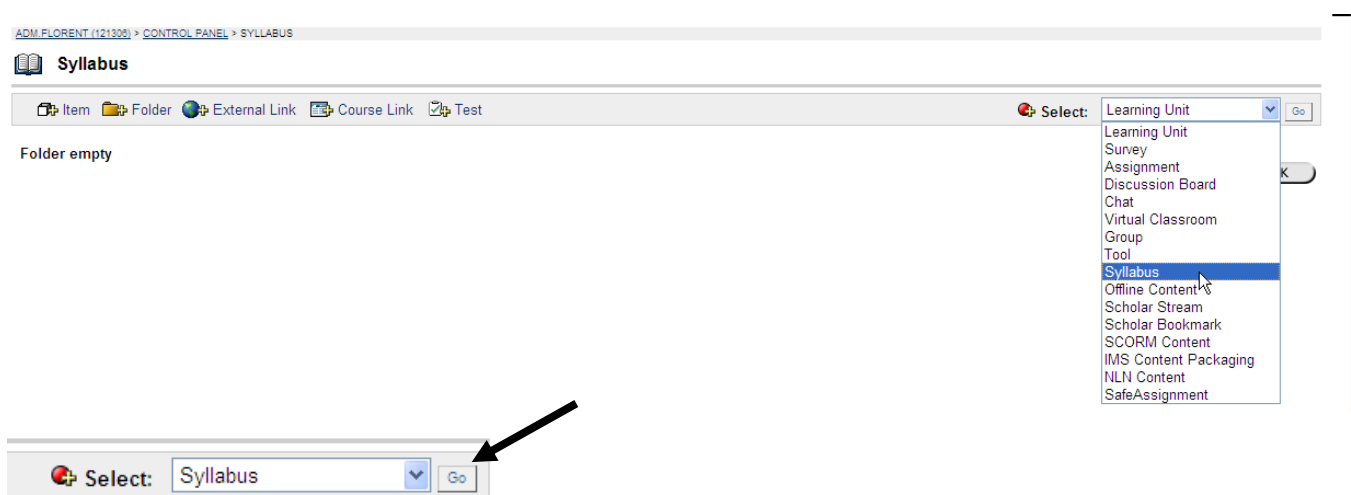 ADM.FLORENT (121306) > CONTROL PANEL > SYLLABUS
Syllabus
Item Folder External Link Course Link Test Select: Learning Unit Go
Folder empty
Learning Unit
Survey
Assignment
Discussion Board
Chat
Virtual Classroom
Group
Tool
Syllabus
Offline Content
Scholar Stream
Scholar Bookmark
SCORM Content
IMS Content Packaging
NLN Content
SafeAssignment
K
Select: Syllabus Go